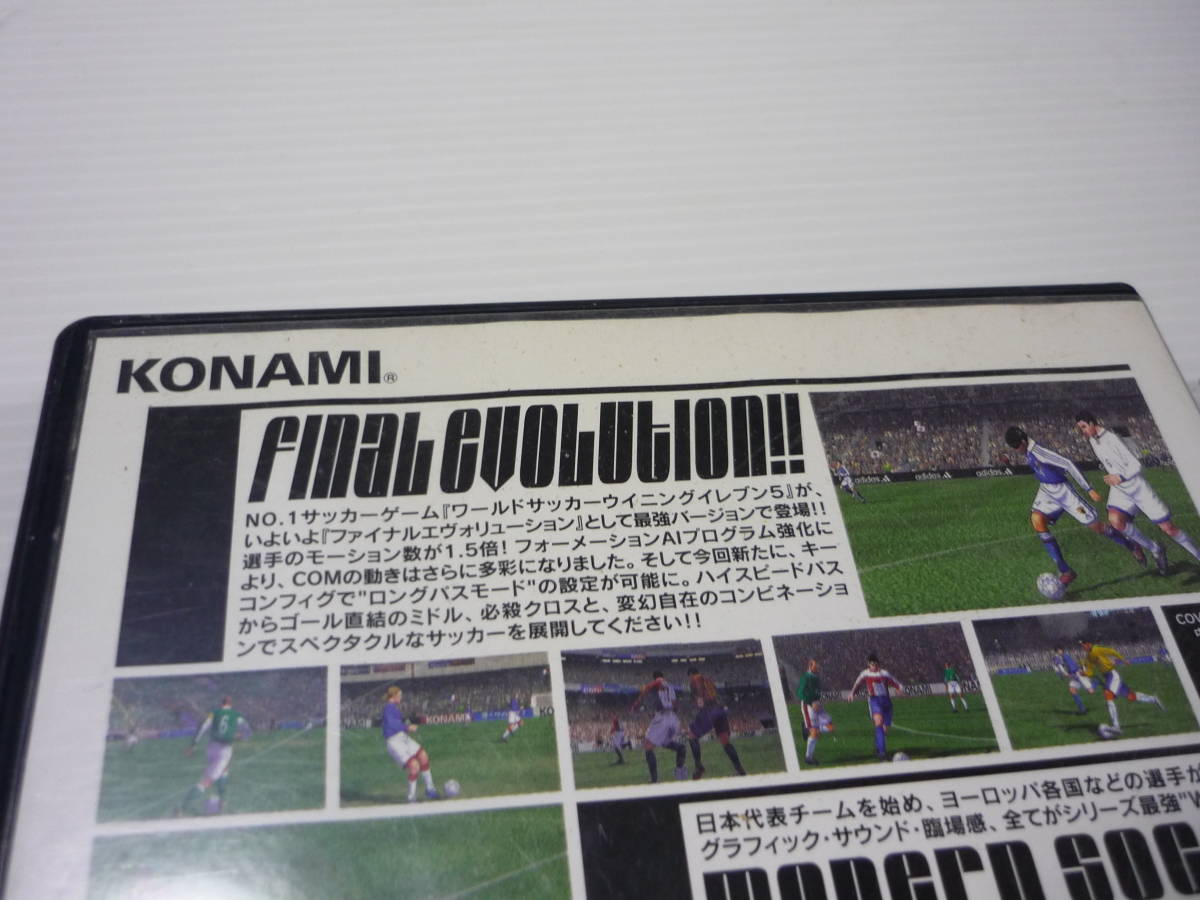 KONAMI®
FINAL EVOLUTION!!
NO.1サッカーゲーム『ワールドサッカーウイニングイレブン5』が、
いよいよ『ファイナルエヴォリューション』として最強バージョンで登場!!
選手のモーション数が1.5倍! フォーメーションAIプログラム強化に
より、COMの動きはさらに多彩になりました。そして今回新たに、キー
コンフィグで"ロングパスモード"の設定が可能に。ハイスピードパス
からゴール直結のミドル、必殺クロスと、変幻自在のコンビネーショ
ンでスペクタクルなサッカーを展開してください!!
adidas
adidas
KONAMI
KONAMI
COV
日本代表チームを始め、ヨーロッパ各国などの選手が
グラフィック・サウンド・臨場感、全てがシリーズ最強"W
MODERN SOC